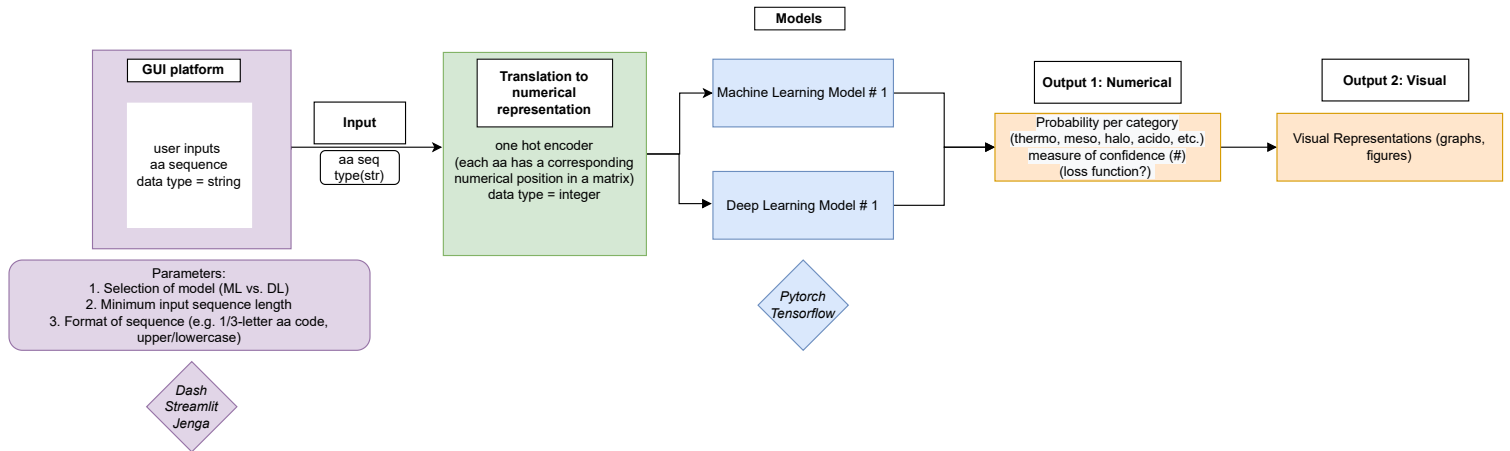 Models
GUI platform
user inputs
aa sequence
data type = string
Input
aa seq
type(str)
Translation to
numerical
representation
one hot encoder
(each aa has a corresponding
numerical position in a matrix)
data type = integer
Machine Learning Model # 1
Deep Learning Model # 1
Output 1: Numerical
Probability per category
(thermo, meso, halo, acido, etc.)
measure of confidence (#)
(loss function?)
Output 2: Visual
Visual Representations (graphs,
figures)
Parameters:
1. Selection of model (ML vs. DL)
2. Minimum input sequence length
3. Format of sequence (e.g. 1/3-letter aa code,
upper/lowercase)
Pytorch
Tensorflow
Dash
Streamlit
Jenga